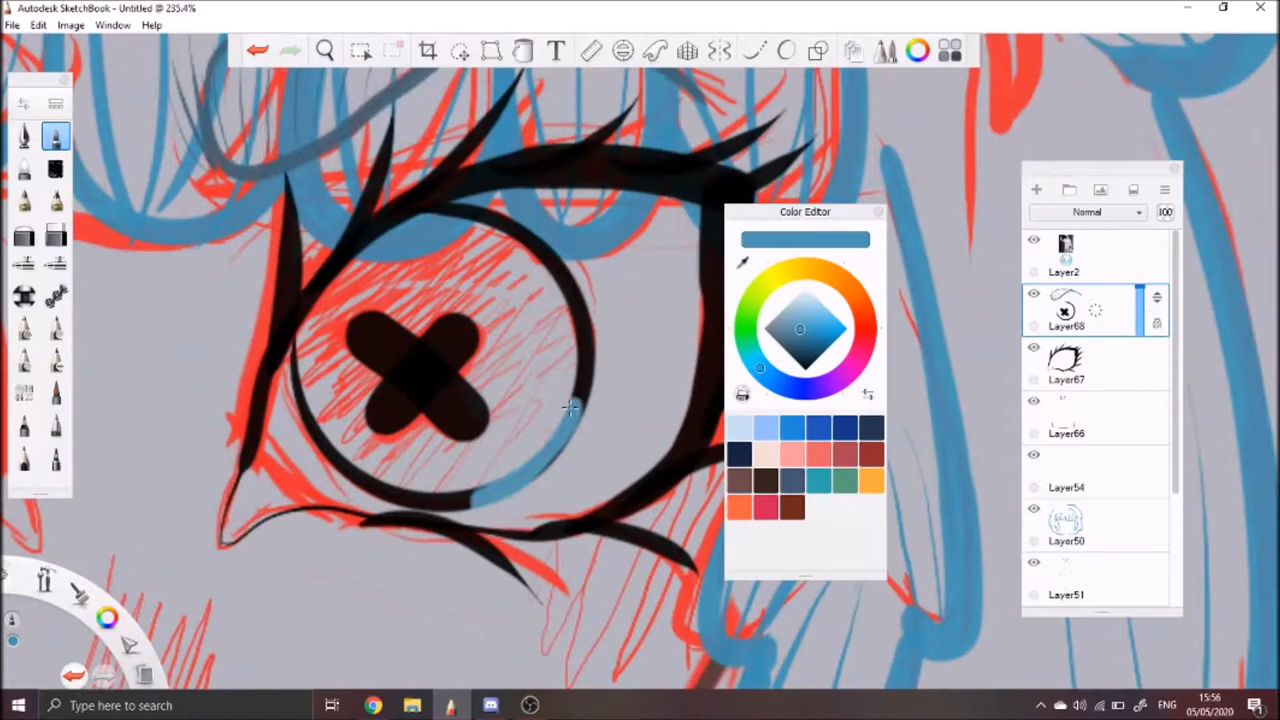 Autodesk SketchBook - Untitled @ 235.4%
File Edit Image Window Help
T
Color Editor
Normal
100
Layer2
Layer68
Layer67
Layer66
Layer54
Layer50
Layer51
Type here to search
ENG
15:56
05/05/2020
1